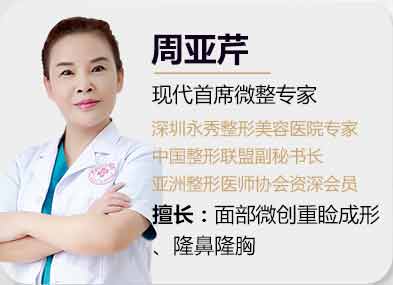 周亚芹
现代首席微整专家
深圳永秀整形美容医院专家
中国整形联盟副秘书长
亚洲整形医师协会资深会员
擅长：面部微创重睑成形
、隆鼻隆胸